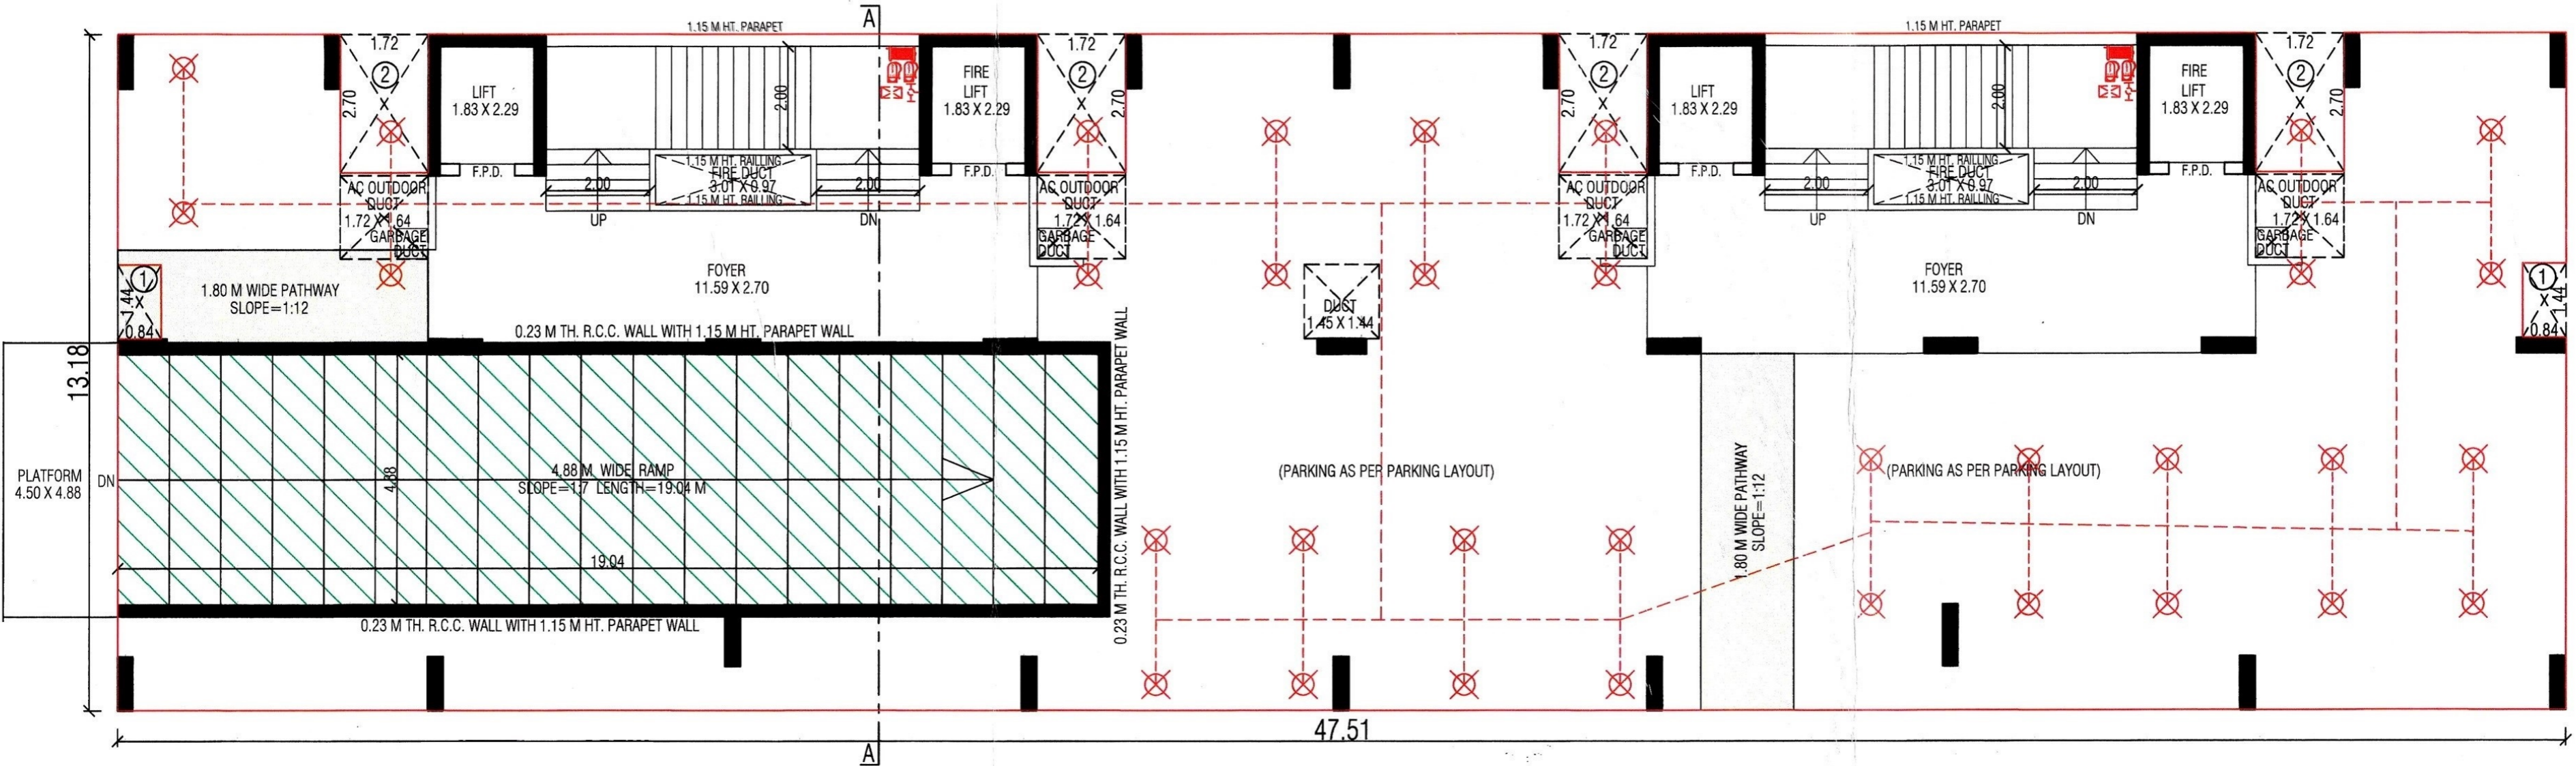 A
1.15 M HT. PARAPET
1.15 M HT. PARAPET
1.72
2
X
2.70
LIFT
1.83 X 2.29
F.P.D.
2.00
FIRE
LIFT
1.83 X 2.29
F.P.D.
1.72
2
X
2.70
1.72
2
X
2.70
LIFT
1.83 X 2.29
F.P.D.
2.00
FIRE
LIFT
1.83 X 2.29
F.P.D.
1.72
2
X
2.70
AC OUTDOOR
DUCT
1.72 X 1.64
GARBAGE
DUCT
2.00
UP
1.15 M HT. RAILLING
FIRE DUCT
3.01 X 0.97
1.15 M HT. RAILLING
2.00
DN
AC OUTDOOR
DUCT
1.72 X 1.64
GARBAGE
DUCT
AC OUTDOOR
DUCT
1.72 X 1.64
GARBAGE
DUCT
2.00
UP
1.15 M HT. RAILLING
FIRE DUCT
3.01 X 0.97
1.15 M HT. RAILLING
2.00
DN
AC OUTDOOR
DUCT
1.72 X 1.64
GARBAGE
DUCT
1
X
1.44
0.84
1.80 M WIDE PATHWAY
SLOPE=1:12
FOYER
11.59 X 2.70
DUCT
1.45 X 1.44
FOYER
11.59 X 2.70
1
X
1.44
0.84
0.23 M TH. R.C.C. WALL WITH 1.15 M HT. PARAPET WALL
13.18
PLATFORM
4.50 X 4.88
DN
4.88
4.88 M. WIDE RAMP
SLOPE=1:7 LENGTH=19.04 M
19.04
0.23 M TH. R.C.C. WALL WITH 1.15 M HT. PARAPET WALL
(PARKING AS PER PARKING LAYOUT)
1.80 M WIDE PATHWAY
SLOPE=1:12
(PARKING AS PER PARKING LAYOUT)
0.23 M TH. R.C.C. WALL WITH 1.15 M HT. PARAPET WALL
47.51
A